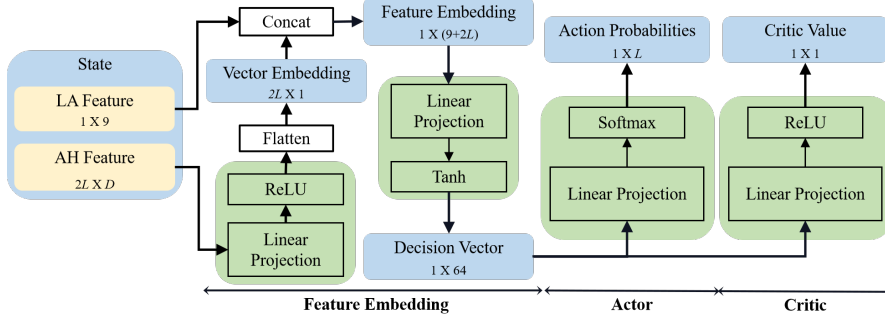 State
LA Feature
1 X 9
AH Feature
2L X D
Concat
Vector Embedding
2L X 1
Flatten
ReLU
Linear
Projection
Feature Embedding
1 X (9+2L)
Linear
Projection
Tanh
Decision Vector
1 X 64
Action Probabilities
1 X L
Softmax
Linear Projection
Critic Value
1 X 1
ReLU
Linear Projection
Feature Embedding
Actor
Critic